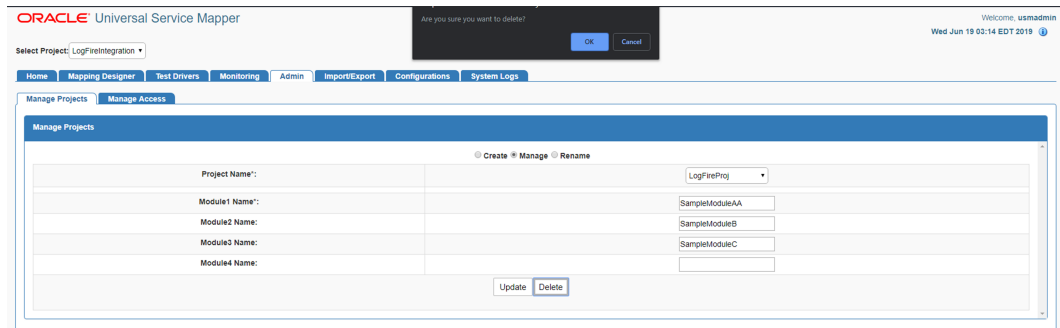 ORACLE® Universal Service Mapper
Are you sure you want to delete?
OK Cancel
Welcome, usmadmin
Wed Jun 19 03:14 EDT 2019
Select Project: LogFireIntegration
Home Mapping Designer Test Drivers Monitoring Admin Import/Export Configurations System Logs
Manage Projects Manage Access
Manage Projects
Create Manage Rename
Project Name*: LogFireProj
Module1 Name*: SampleModuleAA
Module2 Name: SampleModuleB
Module3 Name: SampleModuleC
Module4 Name:
Update Delete